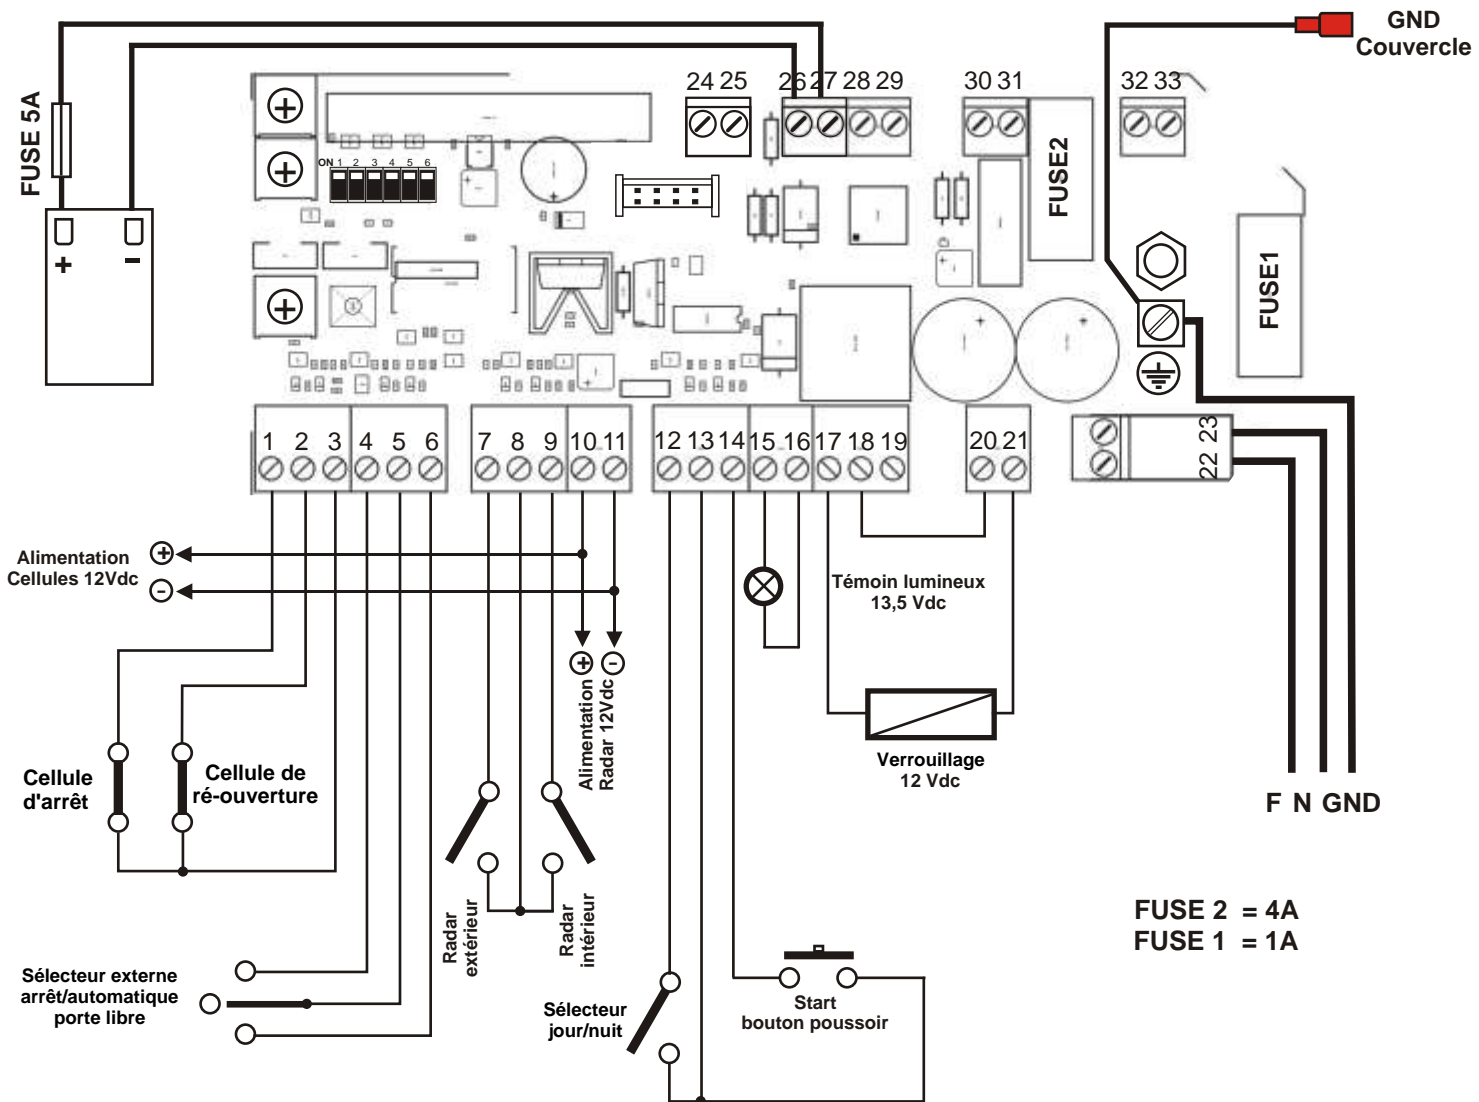 GND
Couvercle
FUSE 5A
24 25
26 27 28 29
30 31
32 33
ON 1 2 3 4 5 6
FUSE2
FUSE1
+ -
1 2 3 4 5 6
7 8 9 10 11
12 13 14 15 16 17 18 19
20 21
23
22
Alimentation
Cellules 12Vdc
+
-
Témoin lumineux
13,5 Vdc
+ -
Alimentation
Radar 12Vdc
Verrouillage
12 Vdc
Cellule
d'arrêt
Cellule de
ré-ouverture
F N GND
Radar
extérieur
Radar
intérieur
FUSE 2 = 4A
FUSE 1 = 1A
Sélecteur externe
arrêt/automatique
porte libre
Sélecteur
jour/nuit
Start
bouton poussoir